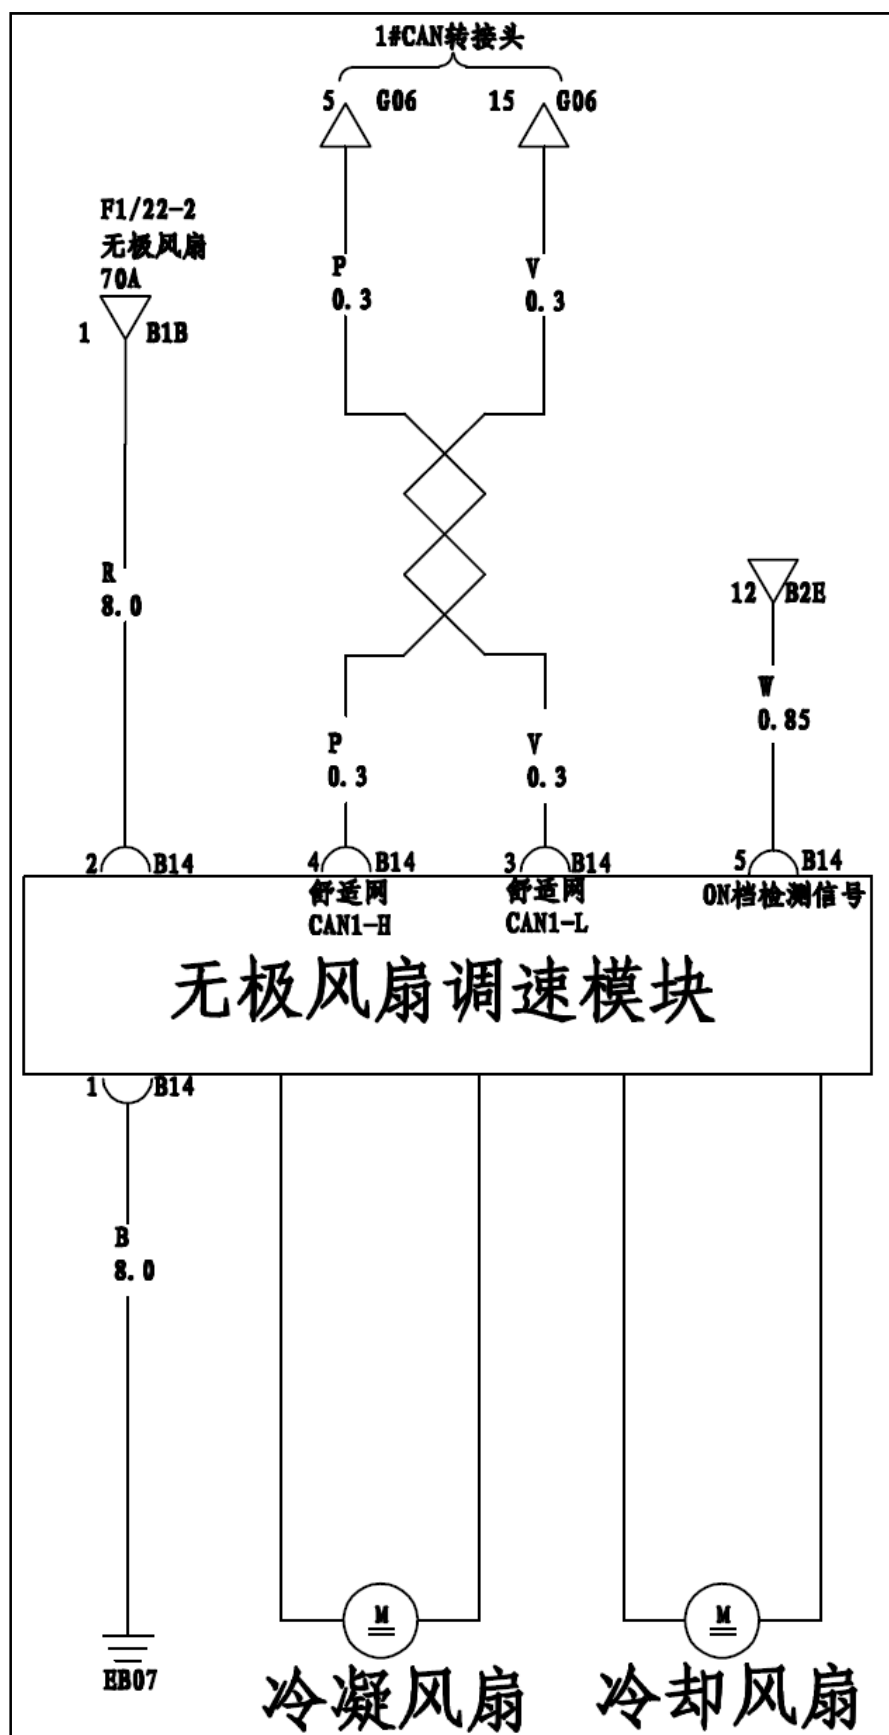 1#CAN转接头
5 G06
15 G06
F1/22-2
无极风扇
70A
1 B1B
P
0.3
V
0.3
R
8.0
12 B2E
W
0.85
P
0.3
V
0.3
2 B14
4 B14
3 B14
5 B14
舒适网
CAN1-H
舒适网
CAN1-L
ON档检测信号
无极风扇调速模块
1 B14
B
8.0
M
M
EB07
冷凝风扇
冷却风扇